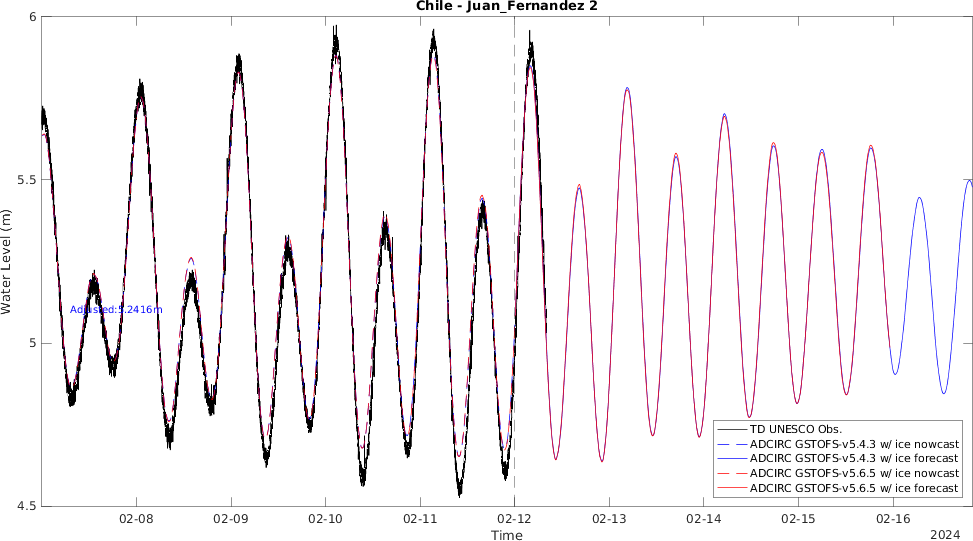 Chile - Juan_Fernandez 2
6
5.5
5
4.5
Water Level (m)
Adjusted:5.2416m
TD UNESCO Obs.
ADCIRC GSTOFS-v5.4.3 w/ ice nowcast
ADCIRC GSTOFS-v5.4.3 w/ ice forecast
ADCIRC GSTOFS-v5.6.5 w/ ice nowcast
ADCIRC GSTOFS-v5.6.5 w/ ice forecast
02-08 02-09 02-10 02-11 02-12 02-13 02-14 02-15 02-16
Time
2024